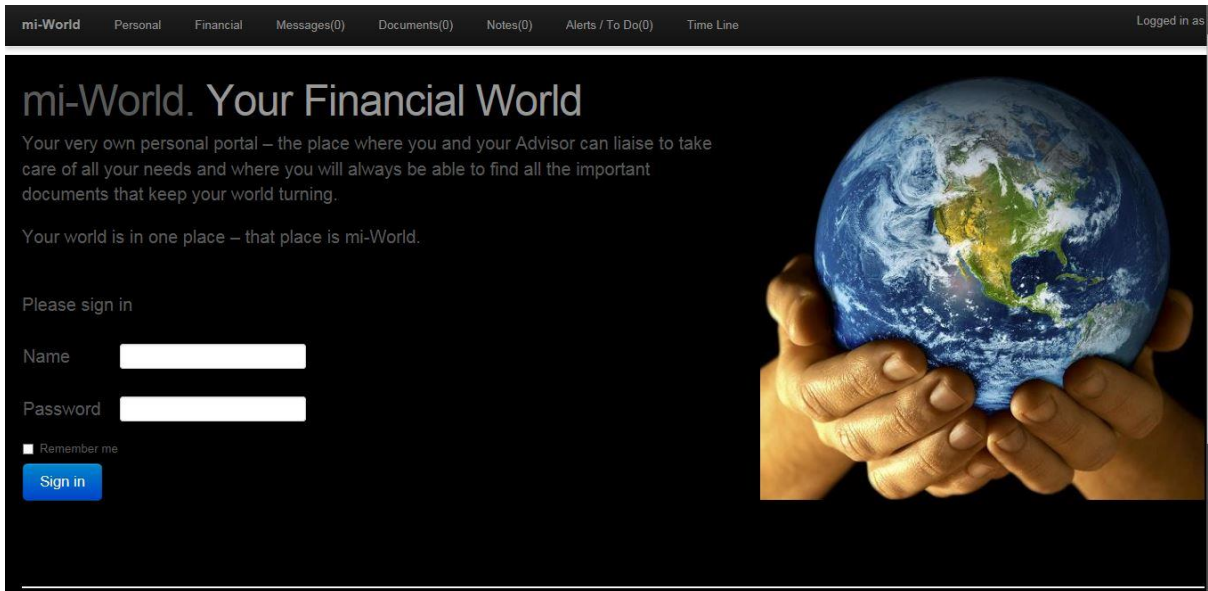 mi-World Personal Financial Messages(0) Documents(0) Notes(0) Alerts / To Do(0) Time Line Logged in as
mi-World. Your Financial World
Your very own personal portal – the place where you and your Advisor can liaise to take
care of all your needs and where you will always be able to find all the important
documents that keep your world turning.
Your world is in one place – that place is mi-World.
Please sign in
Name
Password
Remember me
Sign in